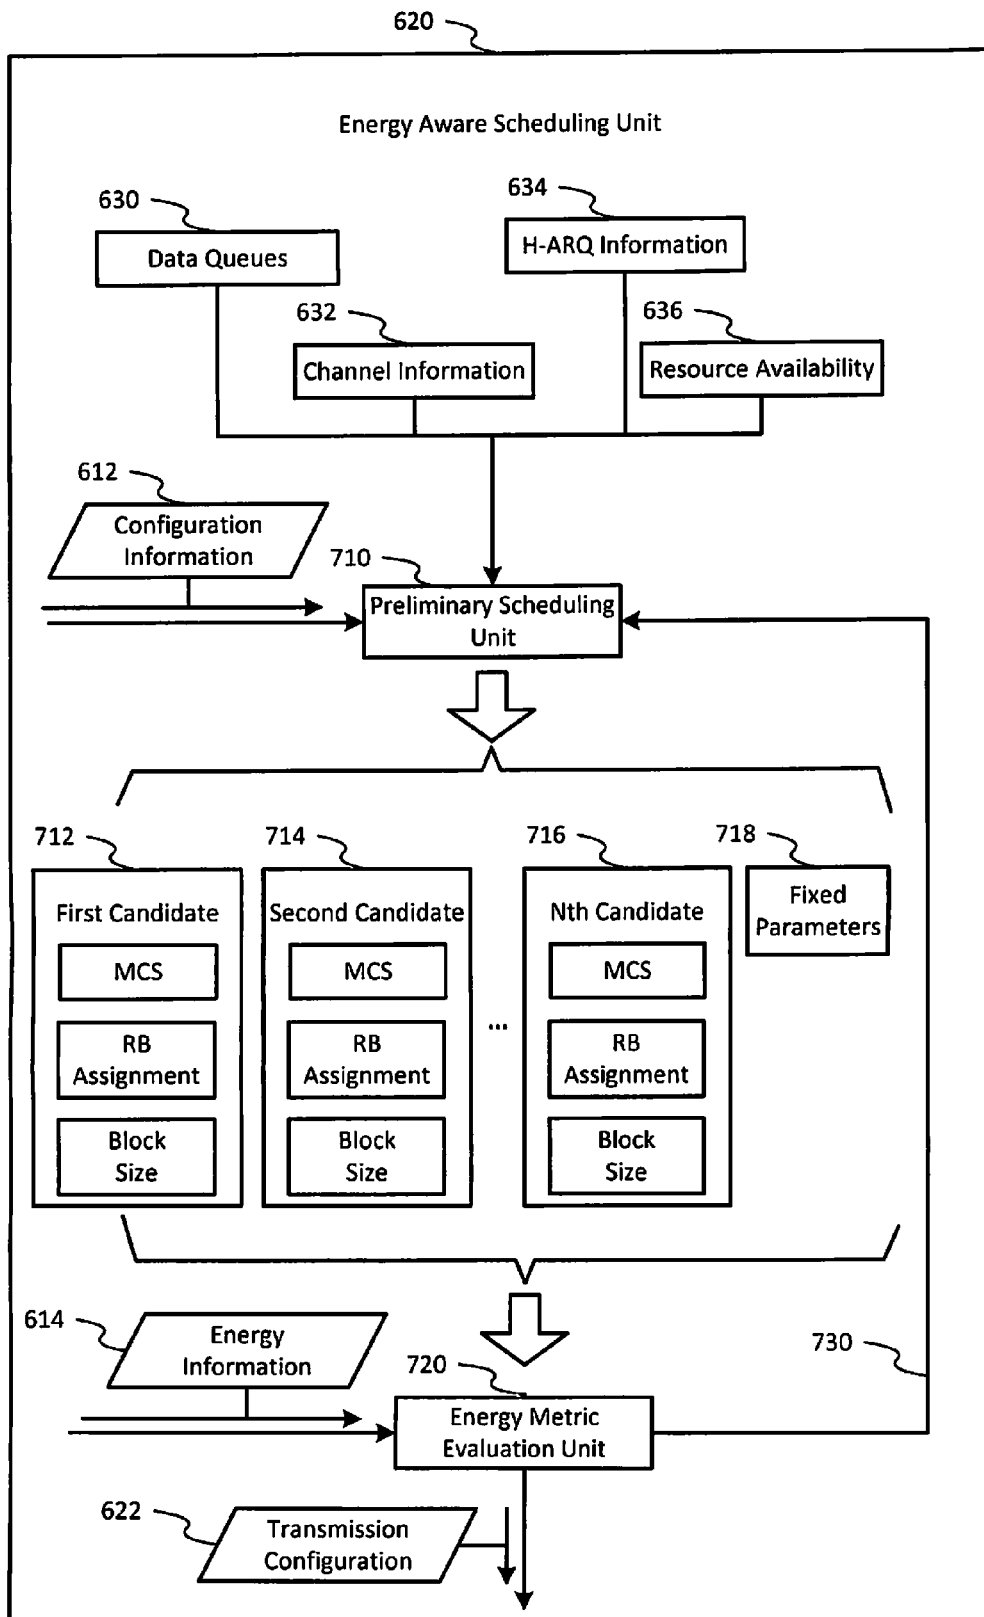 620
Energy Aware Scheduling Unit
630
Data Queues
634
H-ARQ Information
632
Channel Information
636
Resource Availability
612
Configuration
Information
710
Preliminary Scheduling
Unit
712
First Candidate
MCS
RB
Assignment
Block
Size
714
Second Candidate
MCS
RB
Assignment
Block
Size
...
716
Nth Candidate
MCS
RB
Assignment
Block
Size
718
Fixed
Parameters
614
Energy
Information
720
Energy Metric
Evaluation Unit
730
622
Transmission
Configuration